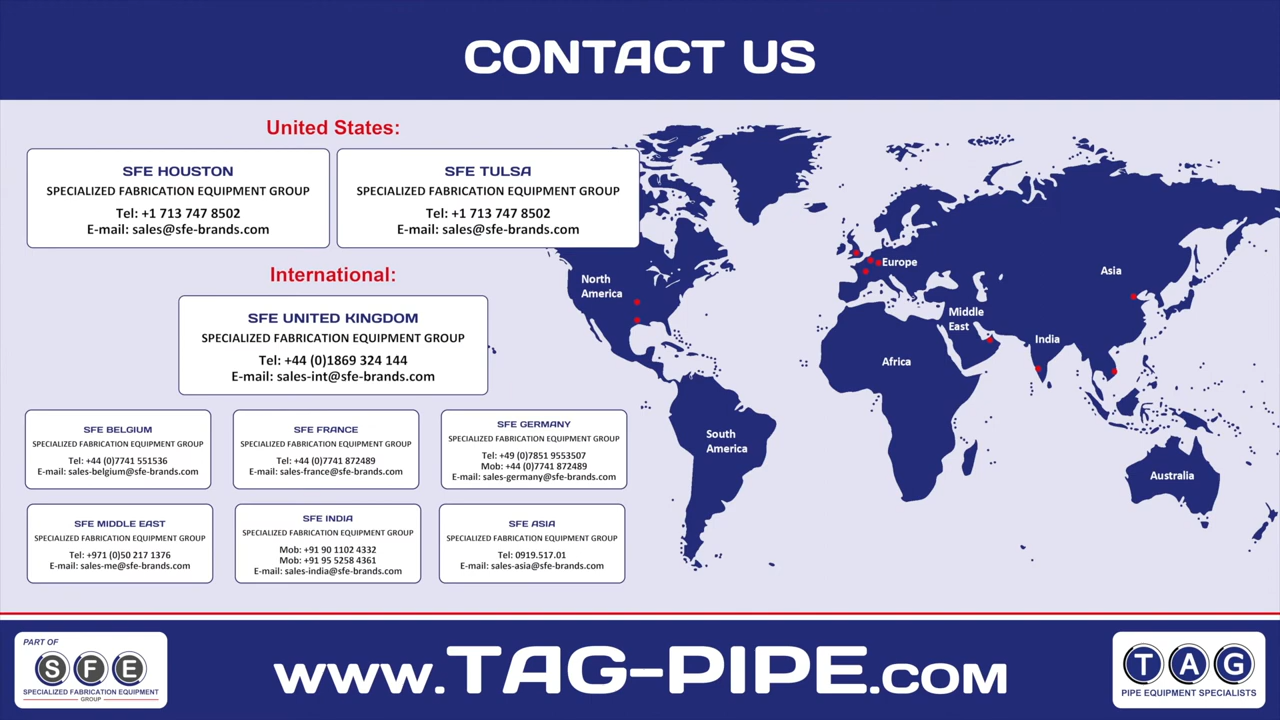 CONTACT US
United States:
SFE HOUSTON
SPECIALIZED FABRICATION EQUIPMENT GROUP
Tel: +1 713 747 8502
E-mail: sales@sfe-brands.com
SFE TULSA
SPECIALIZED FABRICATION EQUIPMENT GROUP
Tel: +1 713 747 8502
E-mail: sales@sfe-brands.com
International:
SFE UNITED KINGDOM
SPECIALIZED FABRICATION EQUIPMENT GROUP
Tel: +44 (0)1869 324 144
E-mail: sales-int@sfe-brands.com
SFE BELGIUM
SPECIALIZED FABRICATION EQUIPMENT GROUP
Tel: +44 (0)7741 551536
E-mail: sales-belgium@sfe-brands.com
SFE FRANCE
SPECIALIZED FABRICATION EQUIPMENT GROUP
Tel: +44 (0)7741 872489
E-mail: sales-france@sfe-brands.com
SFE GERMANY
SPECIALIZED FABRICATION EQUIPMENT GROUP
Tel: +49 (0)7851 9553507
Mob: +44 (0)7741 872489
E-mail: sales-germany@sfe-brands.com
SFE MIDDLE EAST
SPECIALIZED FABRICATION EQUIPMENT GROUP
Tel: +971 (0)50 217 1376
E-mail: sales-me@sfe-brands.com
SFE INDIA
SPECIALIZED FABRICATION EQUIPMENT GROUP
Mob: +91 90 1102 4332
Mob: +91 95 5258 4361
E-mail: sales-india@sfe-brands.com
SFE ASIA
SPECIALIZED FABRICATION EQUIPMENT GROUP
Tel: 0919.517.01
E-mail: sales-asia@sfe-brands.com
North
America
Europe
Asia
Middle
East
India
Africa
South
America
Australia
PART OF
SFE
SPECIALIZED FABRICATION EQUIPMENT
GROUP
www.TAG-PIPE.com
TAG
PIPE EQUIPMENT SPECIALISTS